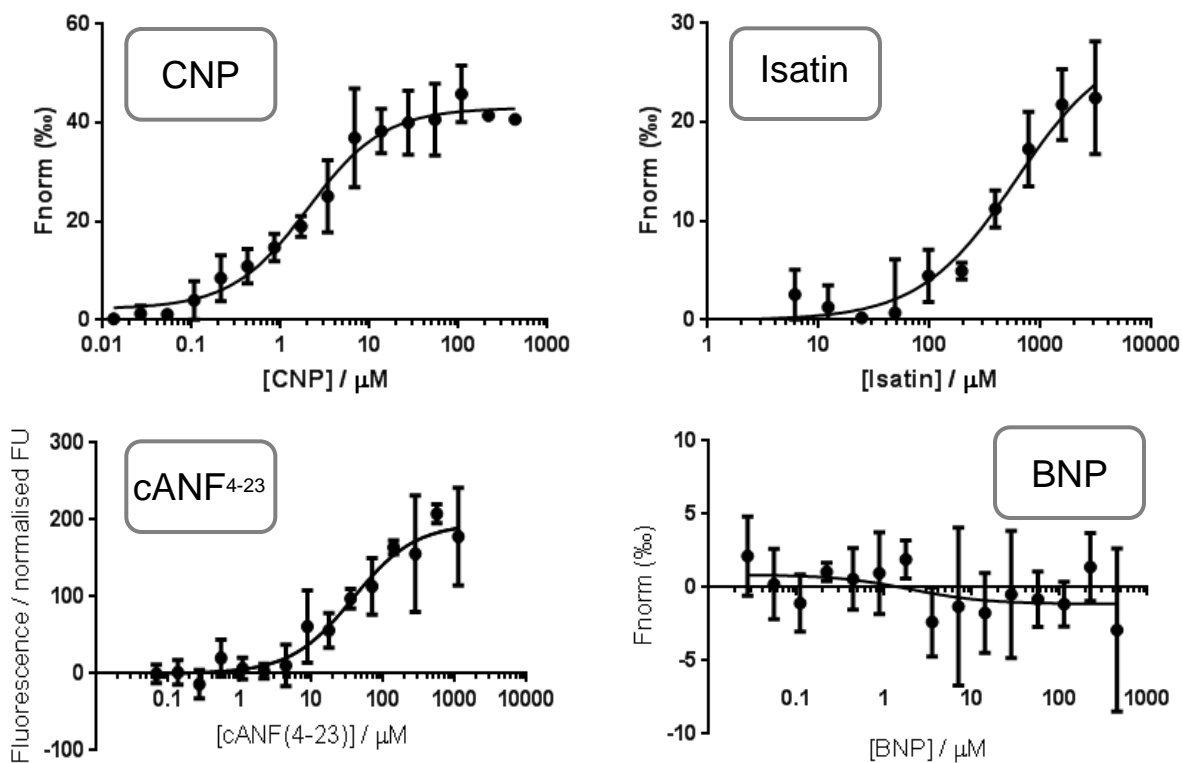 CNP
60
40
20
0
Fnorm (‰)
0.01 0.1 1 10 100 1000
[CNP] / μM
Isatin
30
20
10
0
Fnorm (‰)
1 10 100 1000 10000
[Isatin] / μM
cANF4-23
300
200
100
0
-100
Fluorescence / normalised FU
0.1 1 10 100 1000 10000
[cANF(4-23)] / μM
BNP
10
5
0
-5
-10
Fnorm (‰)
0.1 1 10 100 1000
[BNP] / μM